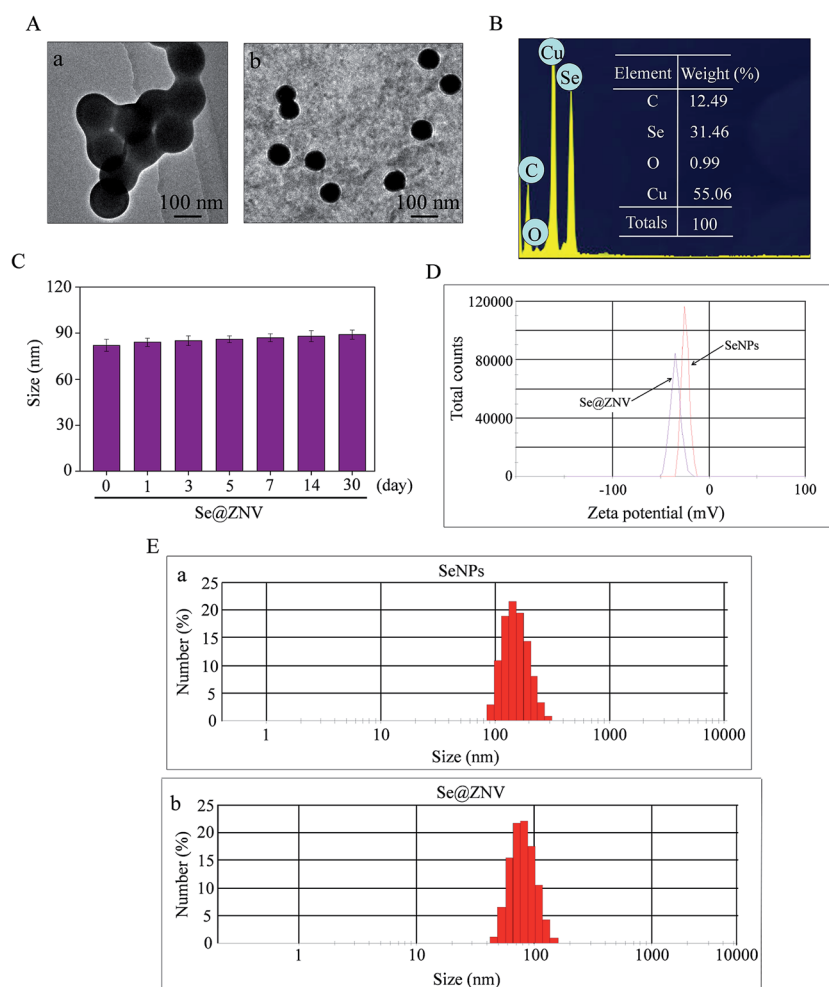 A
a
100 nm
b
100 nm
B
Cu
Se
C
O
Element Weight (%)
C 12.49
Se 31.46
O 0.99
Cu 55.06
Totals 100
C
Size (nm)
120
90
60
30
0
0 1 3 5 7 14 30 (day)
Se@ZNV
D
Total counts
120000
80000
40000
0
SeNPs
Se@ZNV
-100 0 100
Zeta potential (mV)
E
a
SeNPs
Number (%)
25
20
15
10
5
0
1 10 100 1000 10000
Size (nm)
b
Se@ZNV
Number (%)
25
20
15
10
5
0
1 10 100 1000 10000
Size (nm)